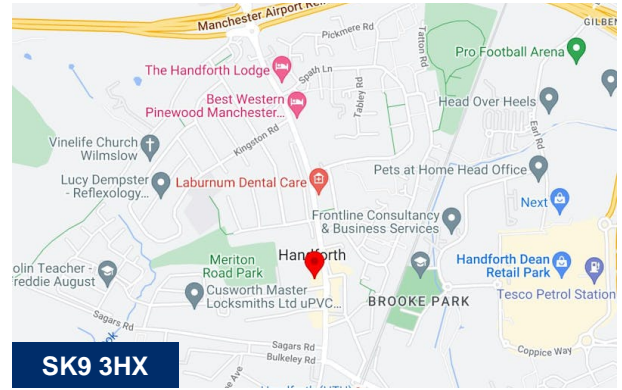 Manchester Airport Rel
Pickmere Rd
GILBEN
Pro Football Arena
The Handforth Lodge
Spath Ln
Tatton Rd
Tabley Rd
Best Western
Pinewood Manchester...
Head Over Heels
Earl Rd
Kingston Rd
Vinelife Church
Wilmslow
Pets at Home Head Office
Lucy Dempster
- Reflexology...
Laburnum Dental Care
Next
Frontline Consultancy
& Business Services
Handforth
Meriton
Road Park
Handforth Dean
Retail Park
olin Teacher -
reddie August
Cusworth Master
Locksmiths Ltd uPVC...
Tesco Petrol Station
BROOKE PARK
Sagars Rd
Sagars Rd
Bulkeley Rd
Coppice Way
SK9 3HX